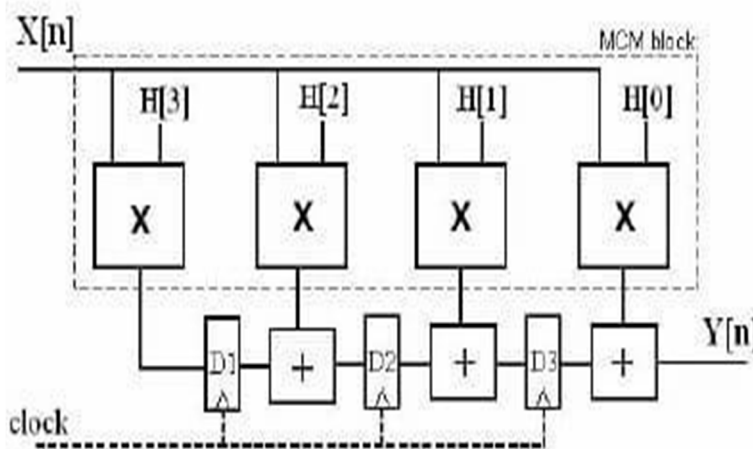 X[n]
MCM block
H[3] H[2] H[1] H[0]
X X X X
D1 + D2 + D3 + Y[n]
clock